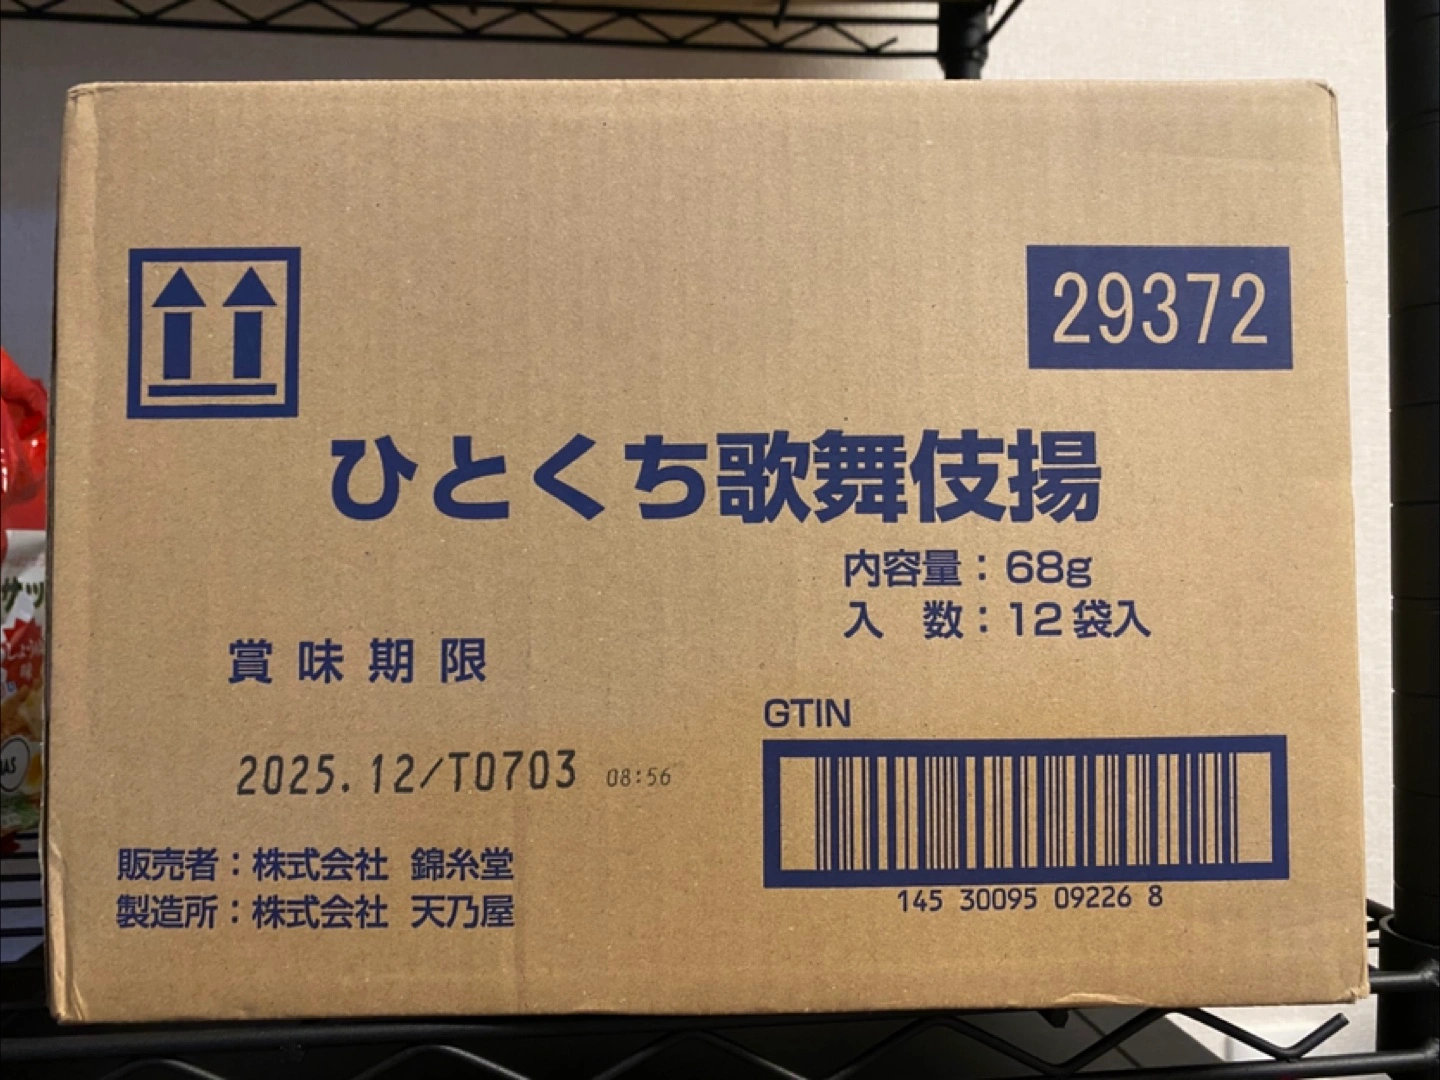 29372
ひとくち歌舞伎揚
内容量：68g
入　数：12袋入
賞味期限
GTIN
2025.12/T0703 08:56
販売者：株式会社 錦糸堂
製造所：株式会社 天乃屋
145 30095 09226 8
サッ